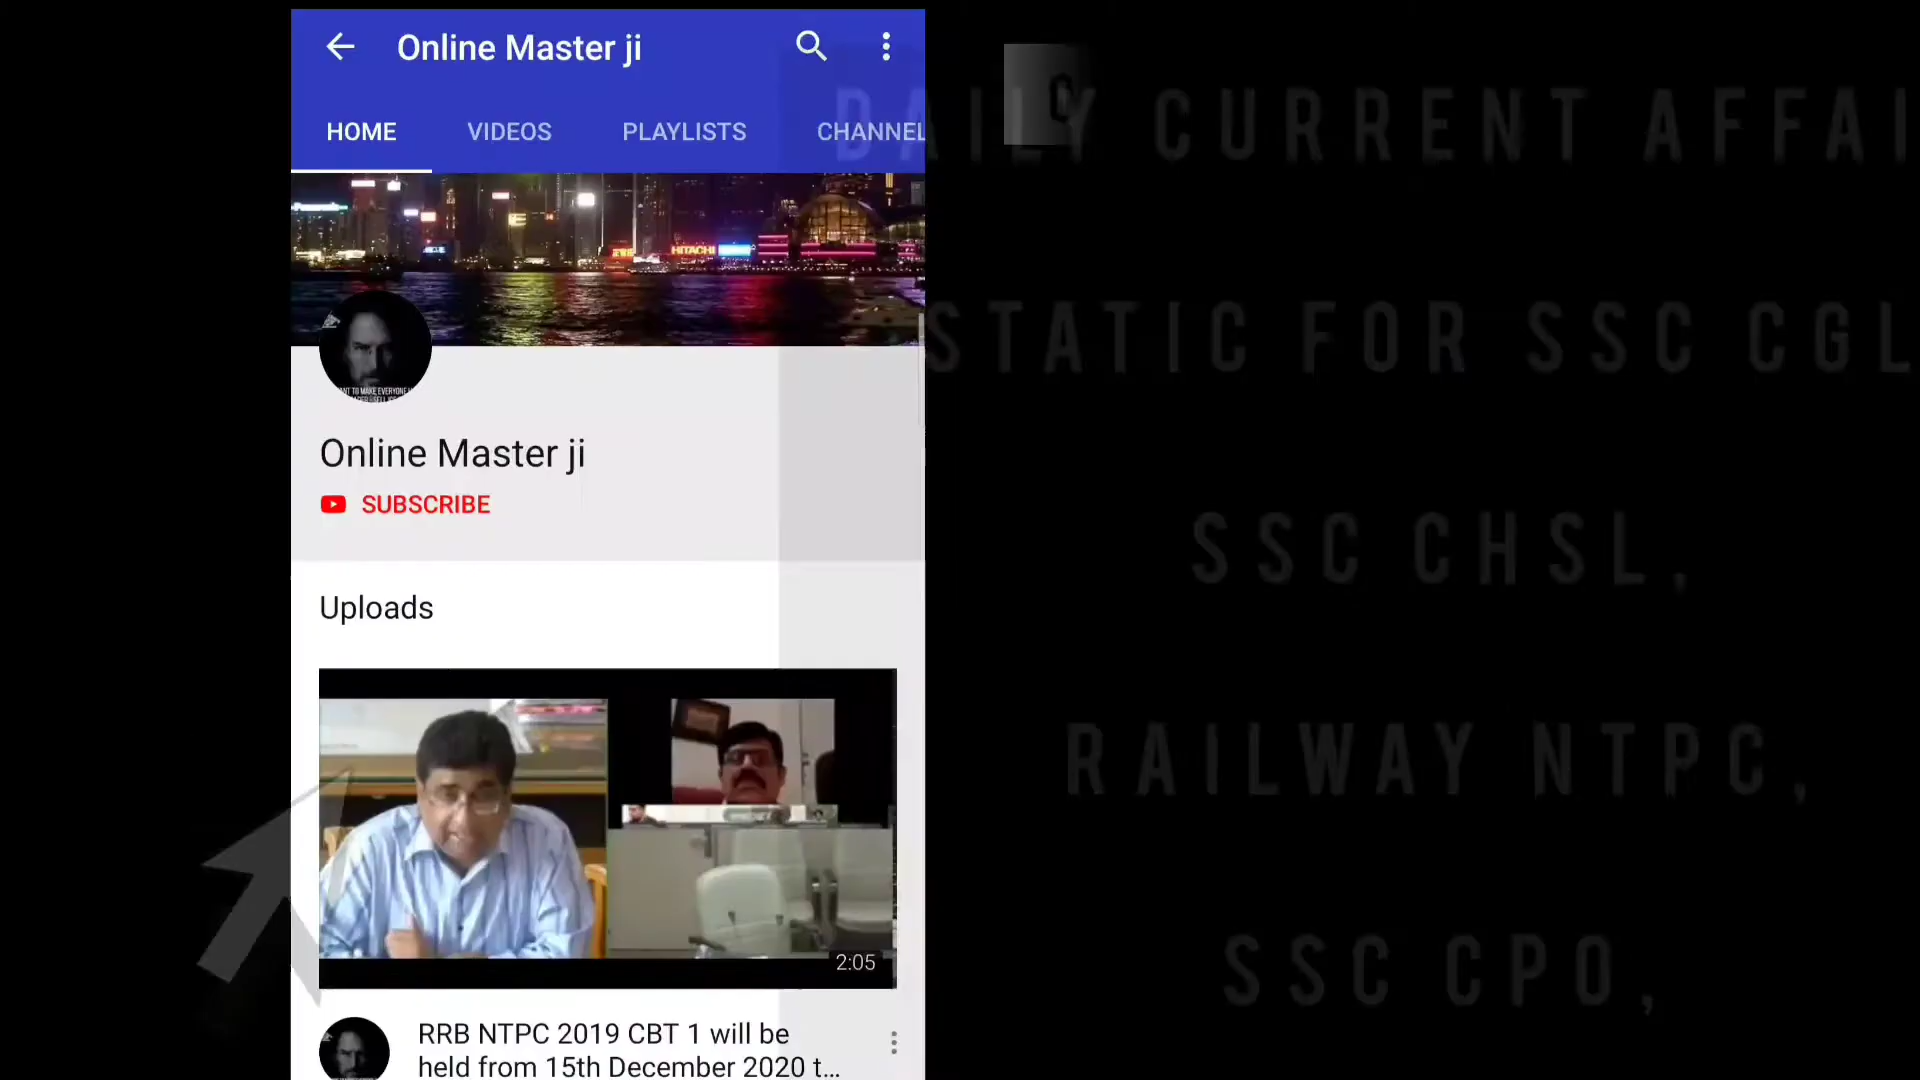 Online Master ji
HOME VIDEOS PLAYLISTS CHANNEL
HITACHI
Online Master ji
SUBSCRIBE
Uploads
2:05
RRB NTPC 2019 CBT 1 will be
held from 15th December 2020 t...
DAILY CURRENT AFFAI
STATIC FOR SSC CGL
SSC CHSL,
RAILWAY NTPC,
SSC CPO,